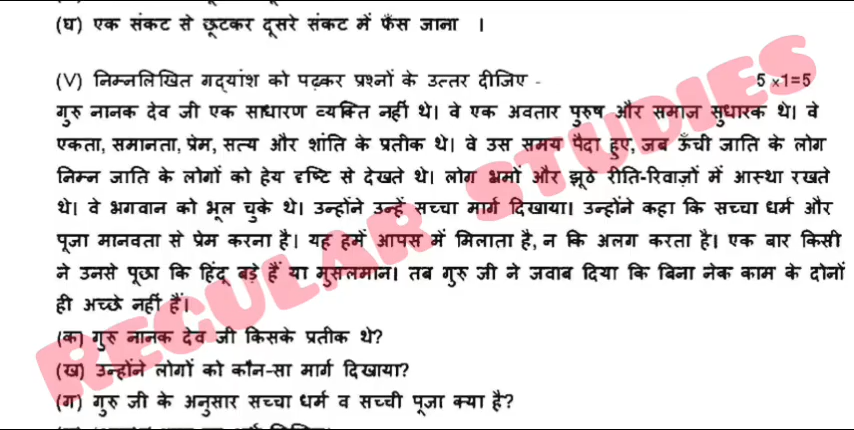 (घ) एक संकट से छूटकर दूसरे संकट में फँस जाना ।
(V) निम्नलिखित गद्यांश को पढ़कर प्रश्नों के उत्तर दीजिए - 5 ×1=5
गुरु नानक देव जी एक साधारण व्यक्ति नहीं थे। वे एक अवतार पुरुष और समाज सुधारक थे। वे
एकता, समानता, प्रेम, सत्य और शांति के प्रतीक थे। वे उस समय पैदा हुए, जब ऊँची जाति के लोग
निम्न जाति के लोगों को हेय दृष्टि से देखते थे। लोग भ्रमों और झूठे रीति-रिवाज़ों में आस्था रखते
थे। वे भगवान को भूल चुके थे। उन्होंने उन्हें सच्चा मार्ग दिखाया। उन्होंने कहा कि सच्चा धर्म और
पूजा मानवता से प्रेम करना है। यह हमें आपस में मिलाता है, न कि अलग करता है। एक बार किसी
ने उनसे पूछा कि हिंदू बड़े हैं या मुसलमान। तब गुरु जी ने जवाब दिया कि बिना नेक काम के दोनों
ही अच्छे नहीं हैं।
(क) गुरु नानक देव जी किसके प्रतीक थे?
(ख) उन्होंने लोगों को कौन-सा मार्ग दिखाया?
(ग) गुरु जी के अनुसार सच्चा धर्म व सच्ची पूजा क्या है?
REGULAR STUDIES